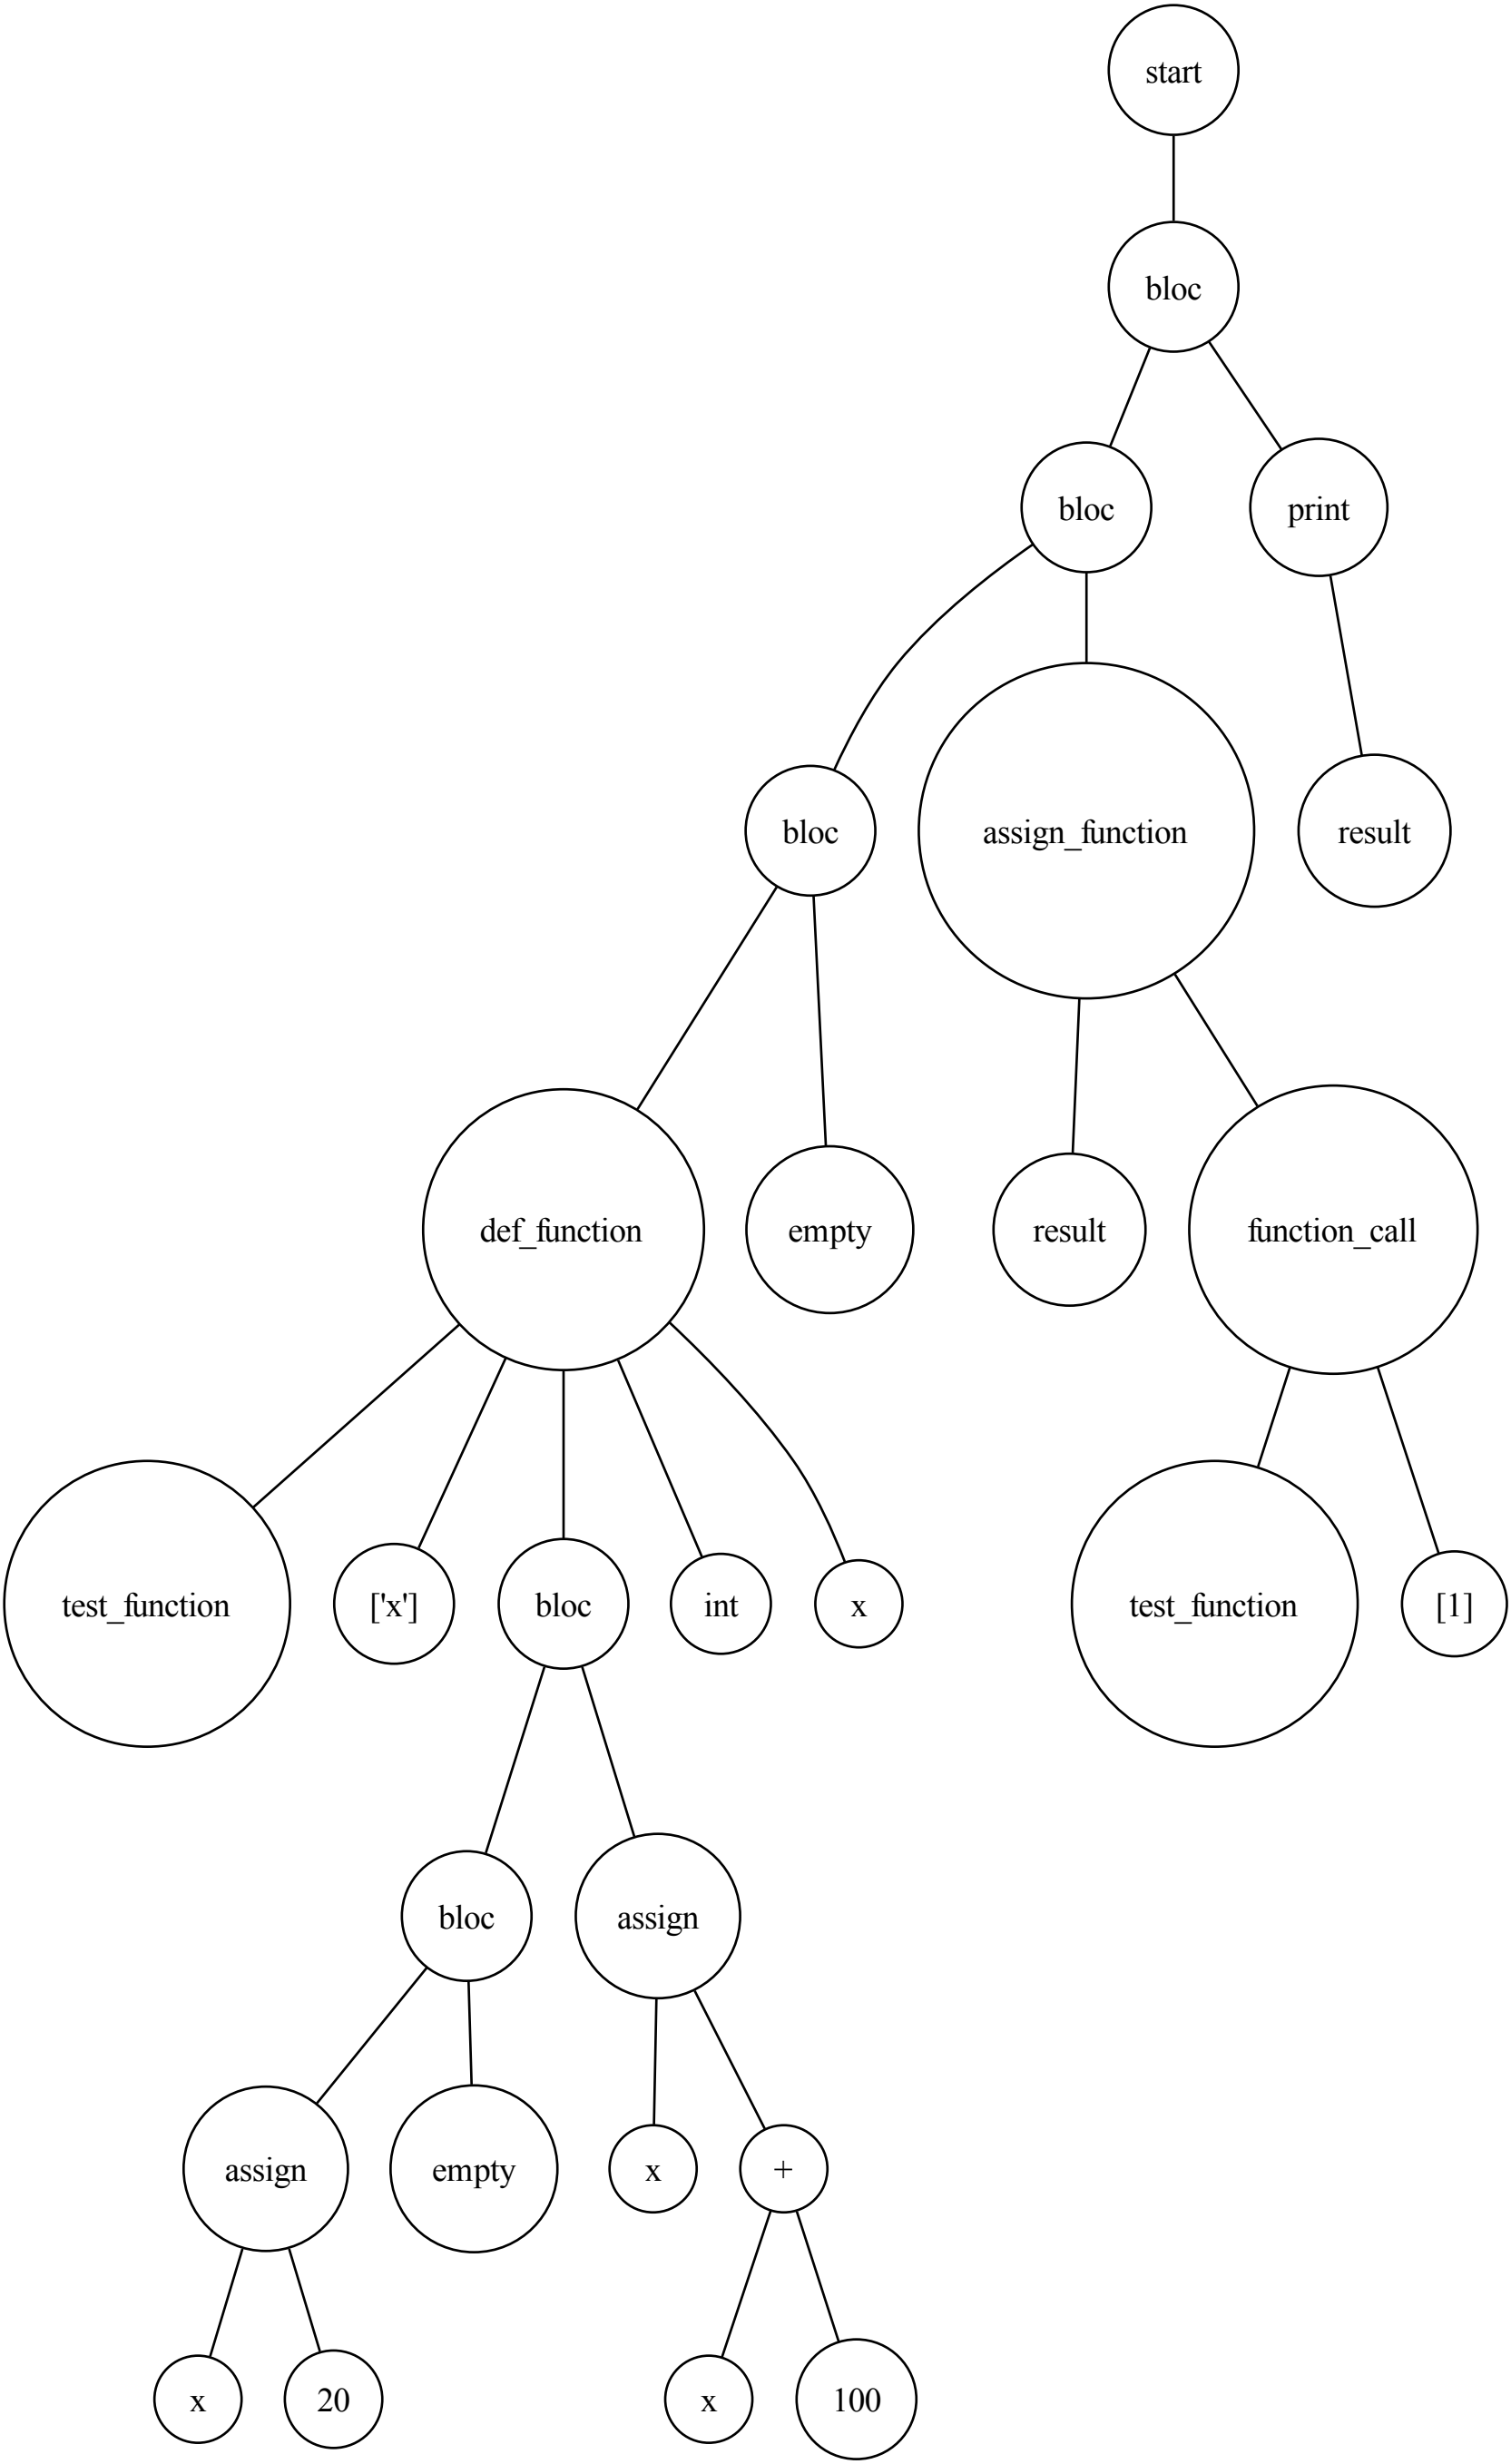 start
bloc
bloc
print
bloc
assign_function
result
def_function
empty
result
function_call
test_function
['x']
bloc
int
x
test_function
[1]
bloc
assign
assign
empty
x
+
x
20
x
100